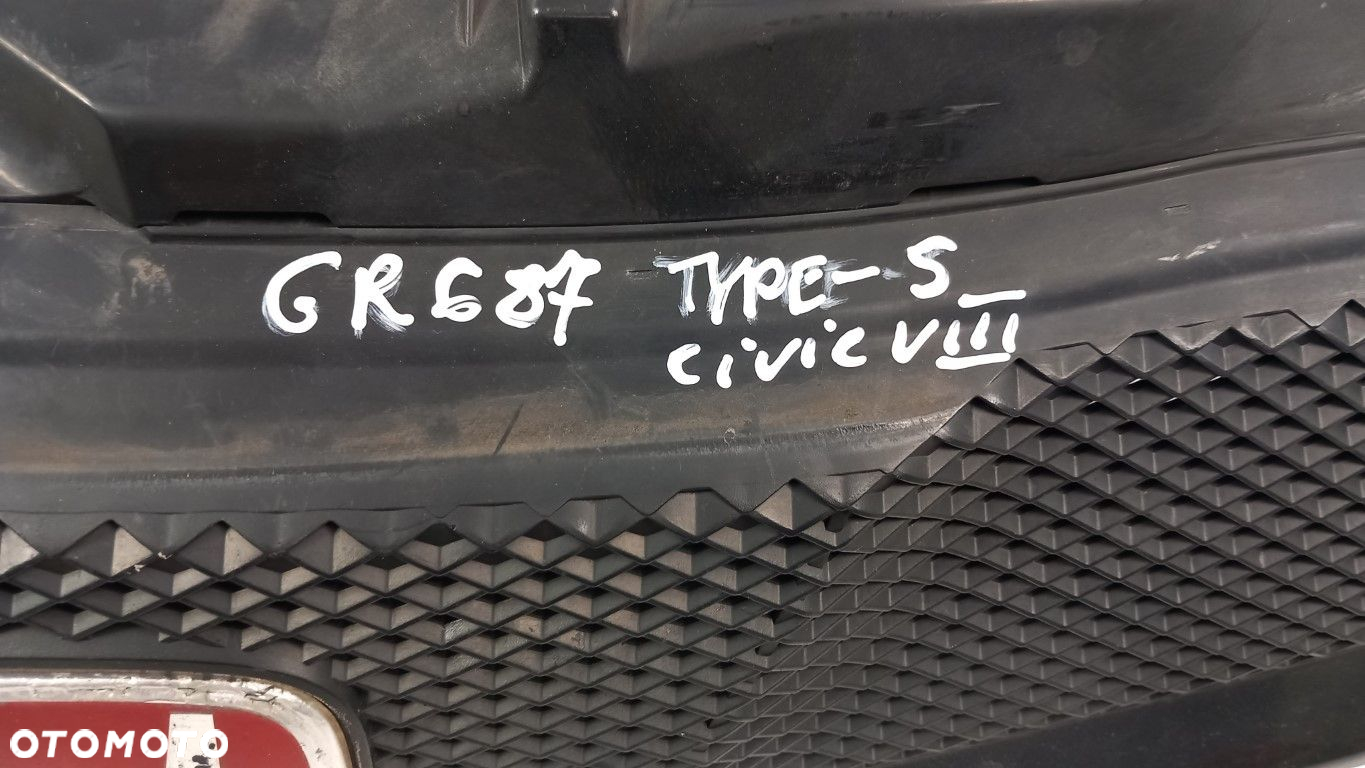 GR687 TYPE-S
CiViC VIII
OTOMOTO